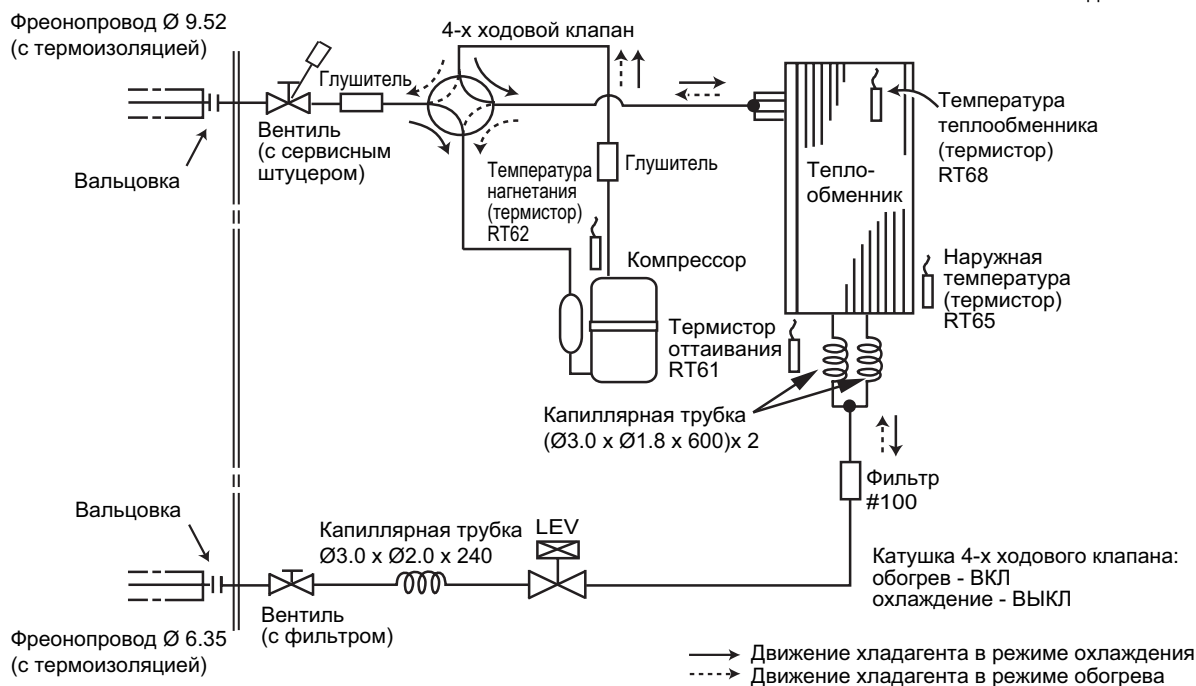 Фреонопровод Ø 9.52
(с термоизоляцией)
4-х ходовой клапан
Глушитель
Вентиль
(с сервисным
штуцером)
Вальцовка
Температура
нагнетания
(термистор)
RT62
Глушитель
Компрессор
Тепло-
обменник
Температура
теплообменника
(термистор)
RT68
Наружная
температура
(термистор)
RT65
Термистор
оттаивания
RT61
Капиллярная трубка
(Ø3.0 x Ø1.8 x 600)x 2
Фильтр
#100
Вальцовка
Капиллярная трубка
Ø3.0 x Ø2.0 x 240
LEV
Вентиль
(с фильтром)
Фреонопровод Ø 6.35
(с термоизоляцией)
Катушка 4-х ходового клапана:
обогрев - ВКЛ
охлаждение - ВЫКЛ
Движение хладагента в режиме охлаждения
Движение хладагента в режиме обогрева